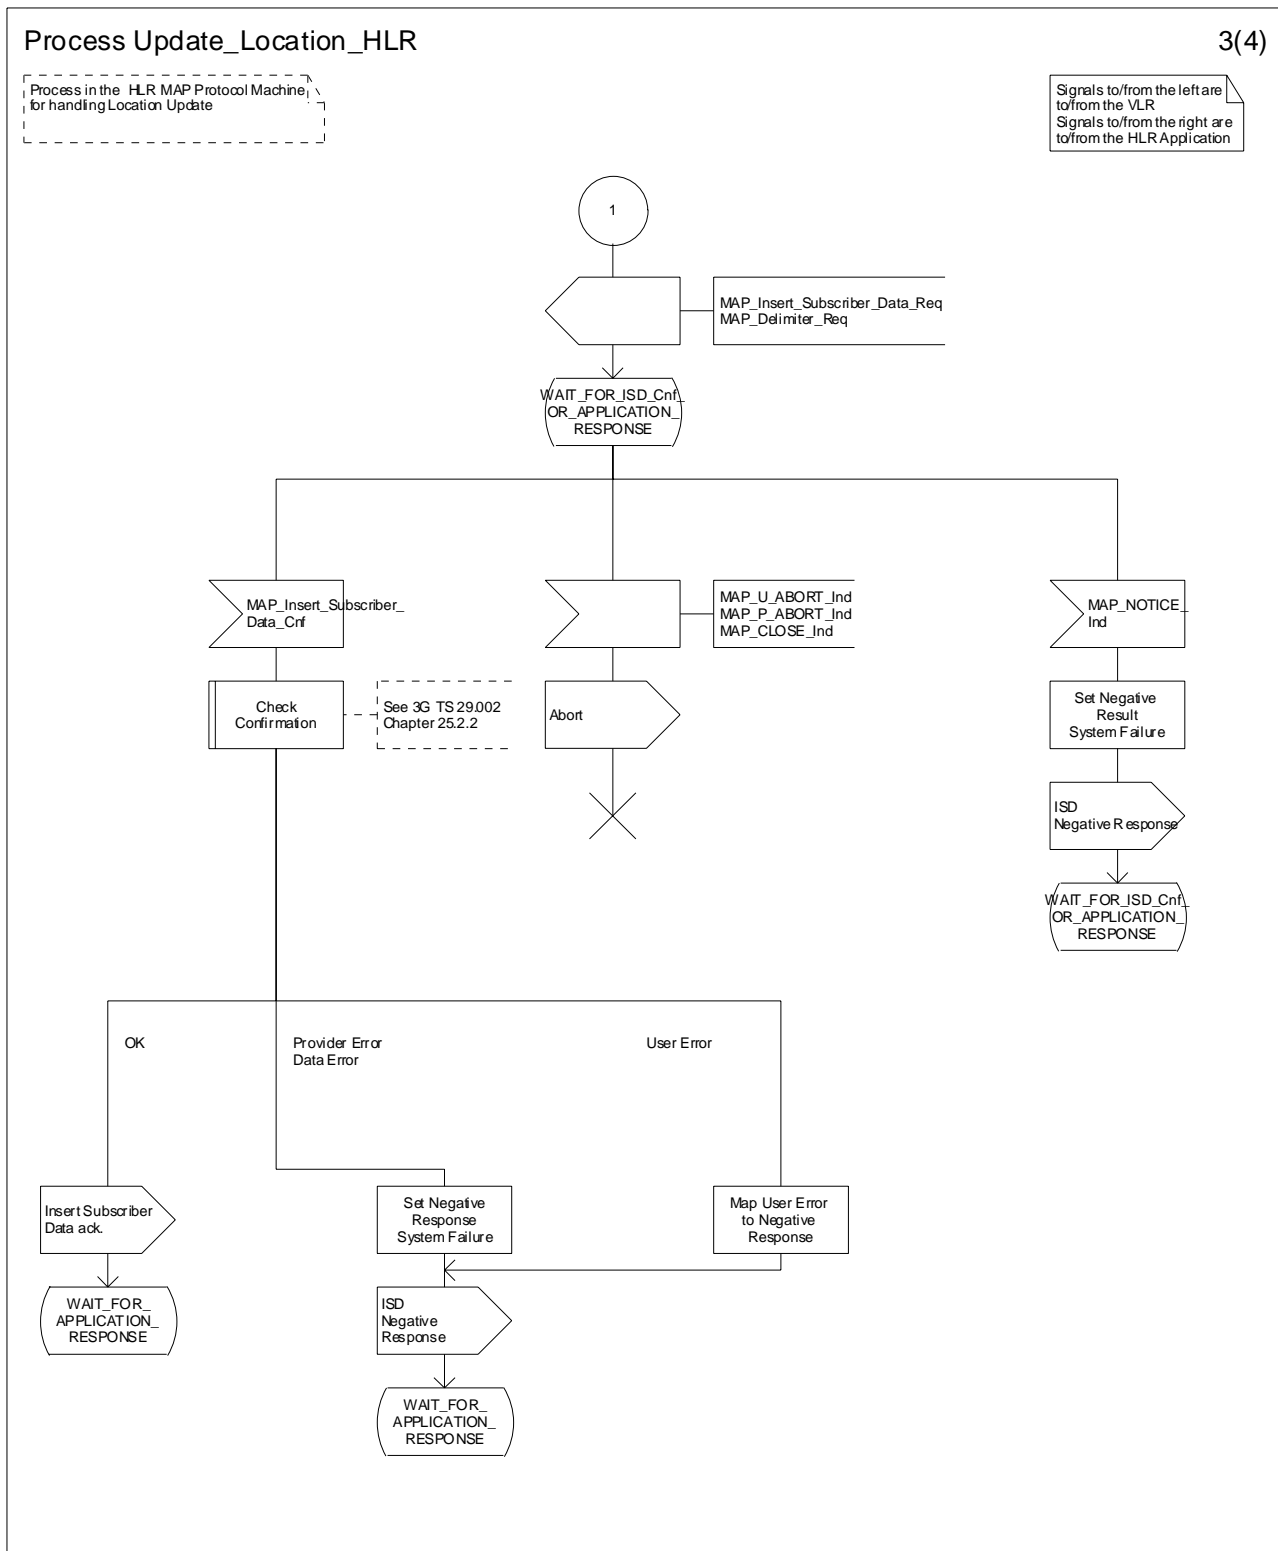 Process Update_Location_HLR
3(4)
Process in the HLR MAP Protocol Machine
for handling Location Update
Signals to/from the left are
to/from the VLR
Signals to/from the right are
to/from the HLR Application
1
MAP_Insert_Subscriber_Data_Req
MAP_Delimiter_Req
WAIT_FOR_ISD_Cnf_
OR_APPLICATION_
RESPONSE
MAP_Insert_Subscriber_
Data_Cnf
MAP_U_ABORT_Ind
MAP_P_ABORT_Ind
MAP_CLOSE_Ind
MAP_NOTICE_
Ind
Check
Confirmation
See 3G TS 29.002
Chapter 25.2.2
Abort
Set Negative
Result
System Failure
ISD
Negative Response
WAIT_FOR_ISD_Cnf_
OR_APPLICATION_
RESPONSE
OK
Provider Error
Data Error
User Error
Insert Subscriber
Data ack.
Set Negative
Response
System Failure
Map User Error
to Negative
Response
WAIT_FOR_
APPLICATION_
RESPONSE
ISD
Negative
Response
WAIT_FOR_
APPLICATION_
RESPONSE